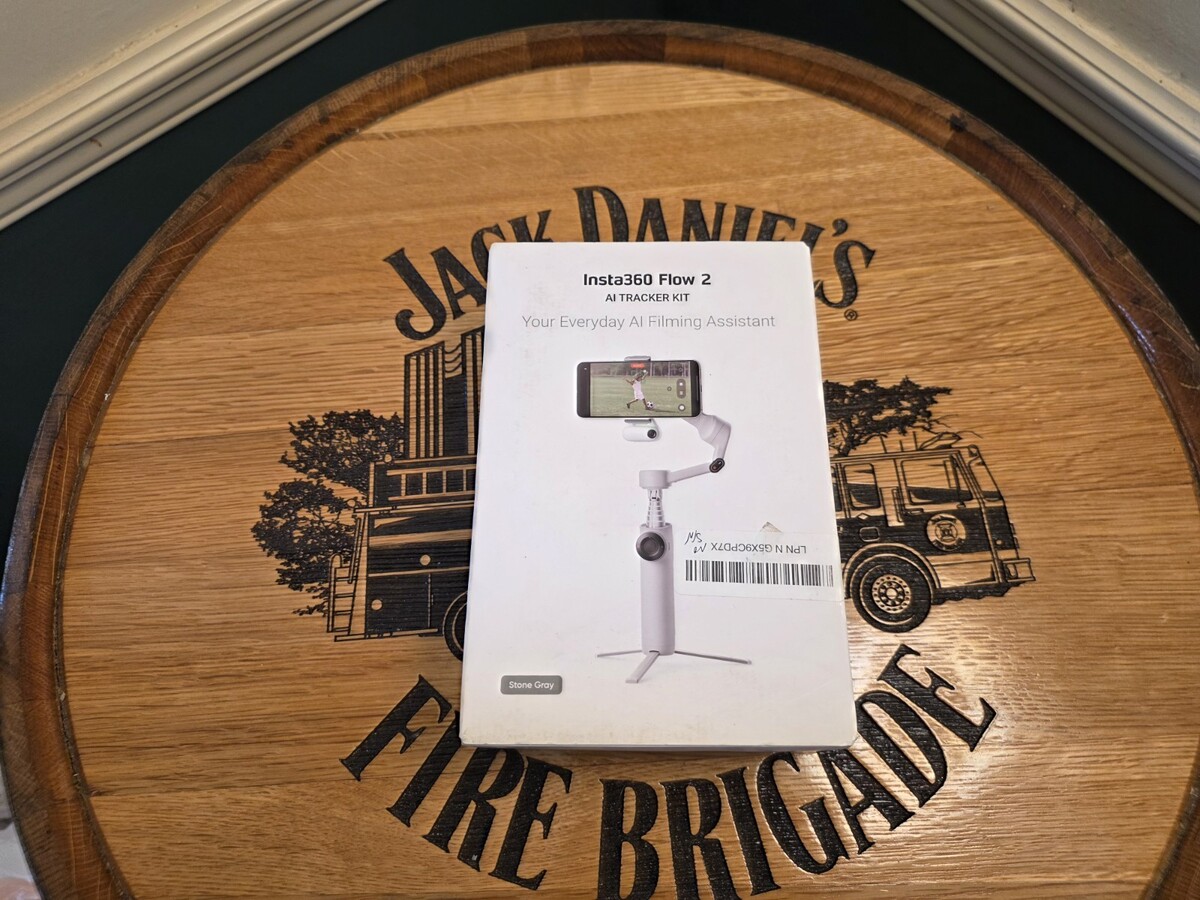 JACK DANIEL'S®
Insta360 Flow 2
AI TRACKER KIT
Your Everyday AI Filming Assistant
LPN N G5X9CPD7X
Stone Gray
FIRE BRIGADE